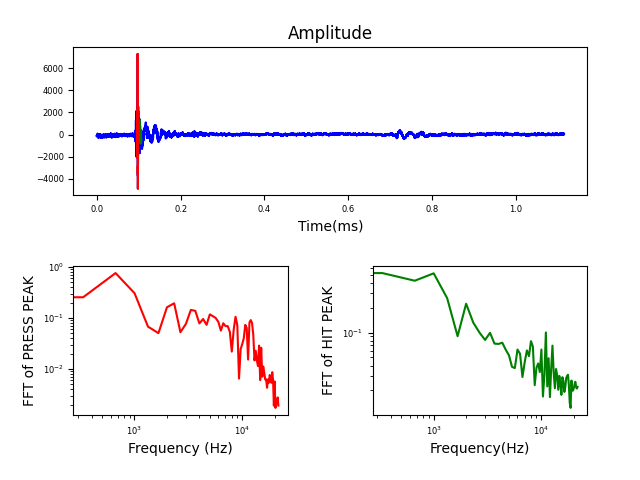 Amplitude
6000
4000
2000
0
−2000
−4000
0.0 0.2 0.4 0.6 0.8 1.0
Time(ms)
FFT of PRESS PEAK
10⁰
10⁻¹
10⁻²
10³ 10⁴
Frequency (Hz)
FFT of HIT PEAK
10⁻¹
10³ 10⁴
Frequency(Hz)